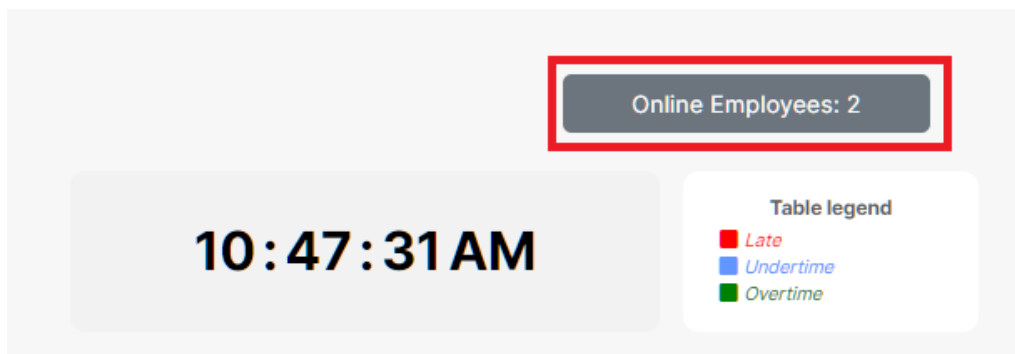 Online Employees: 2
10:47:31 AM
Table legend
Late
Undertime
Overtime